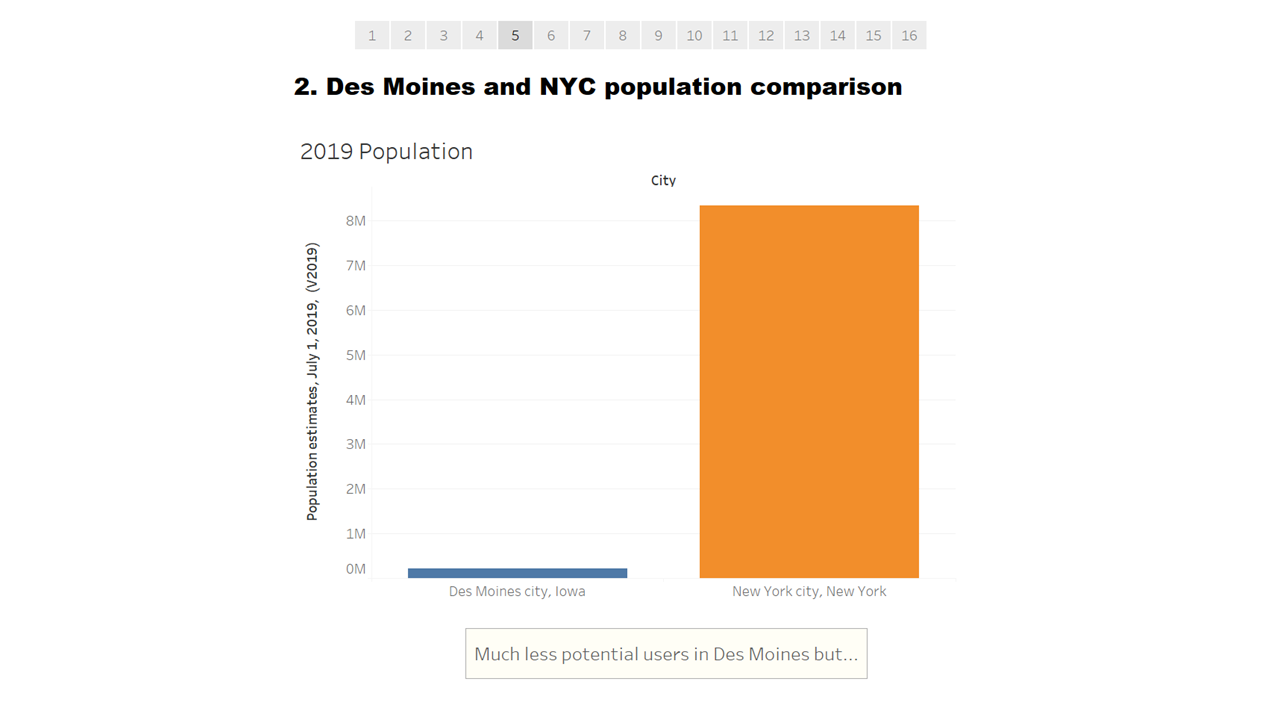 1 2 3 4 5 6 7 8 9 10 11 12 13 14 15 16
2. Des Moines and NYC population comparison
2019 Population
City
Population estimates, July 1, 2019, (V2019)
8M
7M
6M
5M
4M
3M
2M
1M
0M
Des Moines city, Iowa
New York city, New York
Much less potential users in Des Moines but...